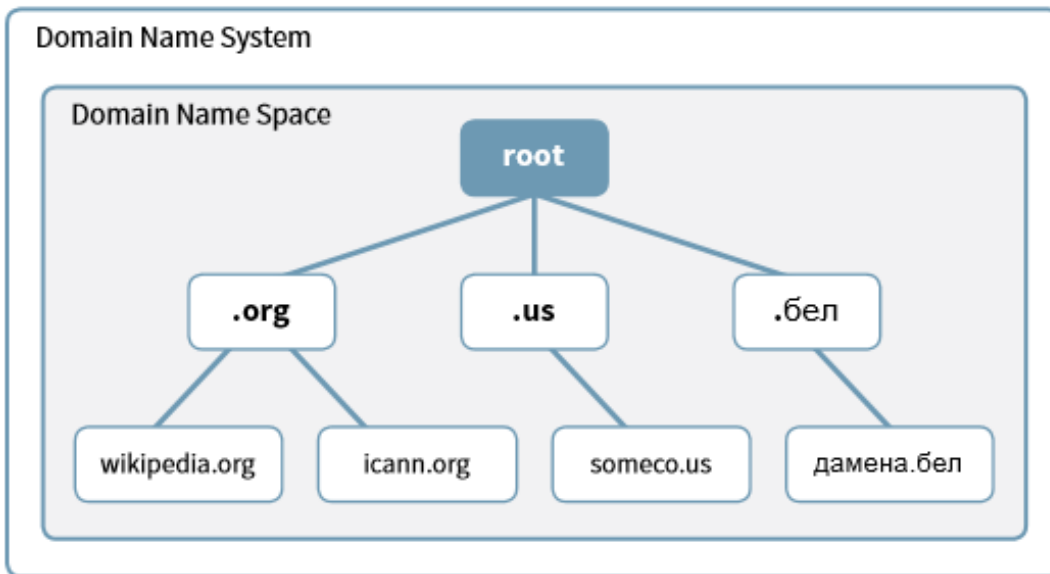 Domain Name System
Domain Name Space
root
.org
.us
.бел
wikipedia.org
icann.org
someco.us
дамена.бел